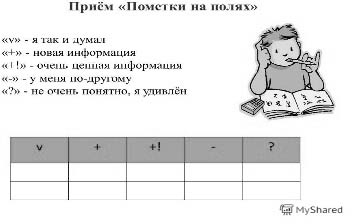 Приём «Пометки на полях»
«v» - я так и думал
«+» - новая информация
«+!» - очень ценная информация
«-» - у меня по-другому
«?» - не очень понятно, я удивлён
v + +! - ?
MyShared